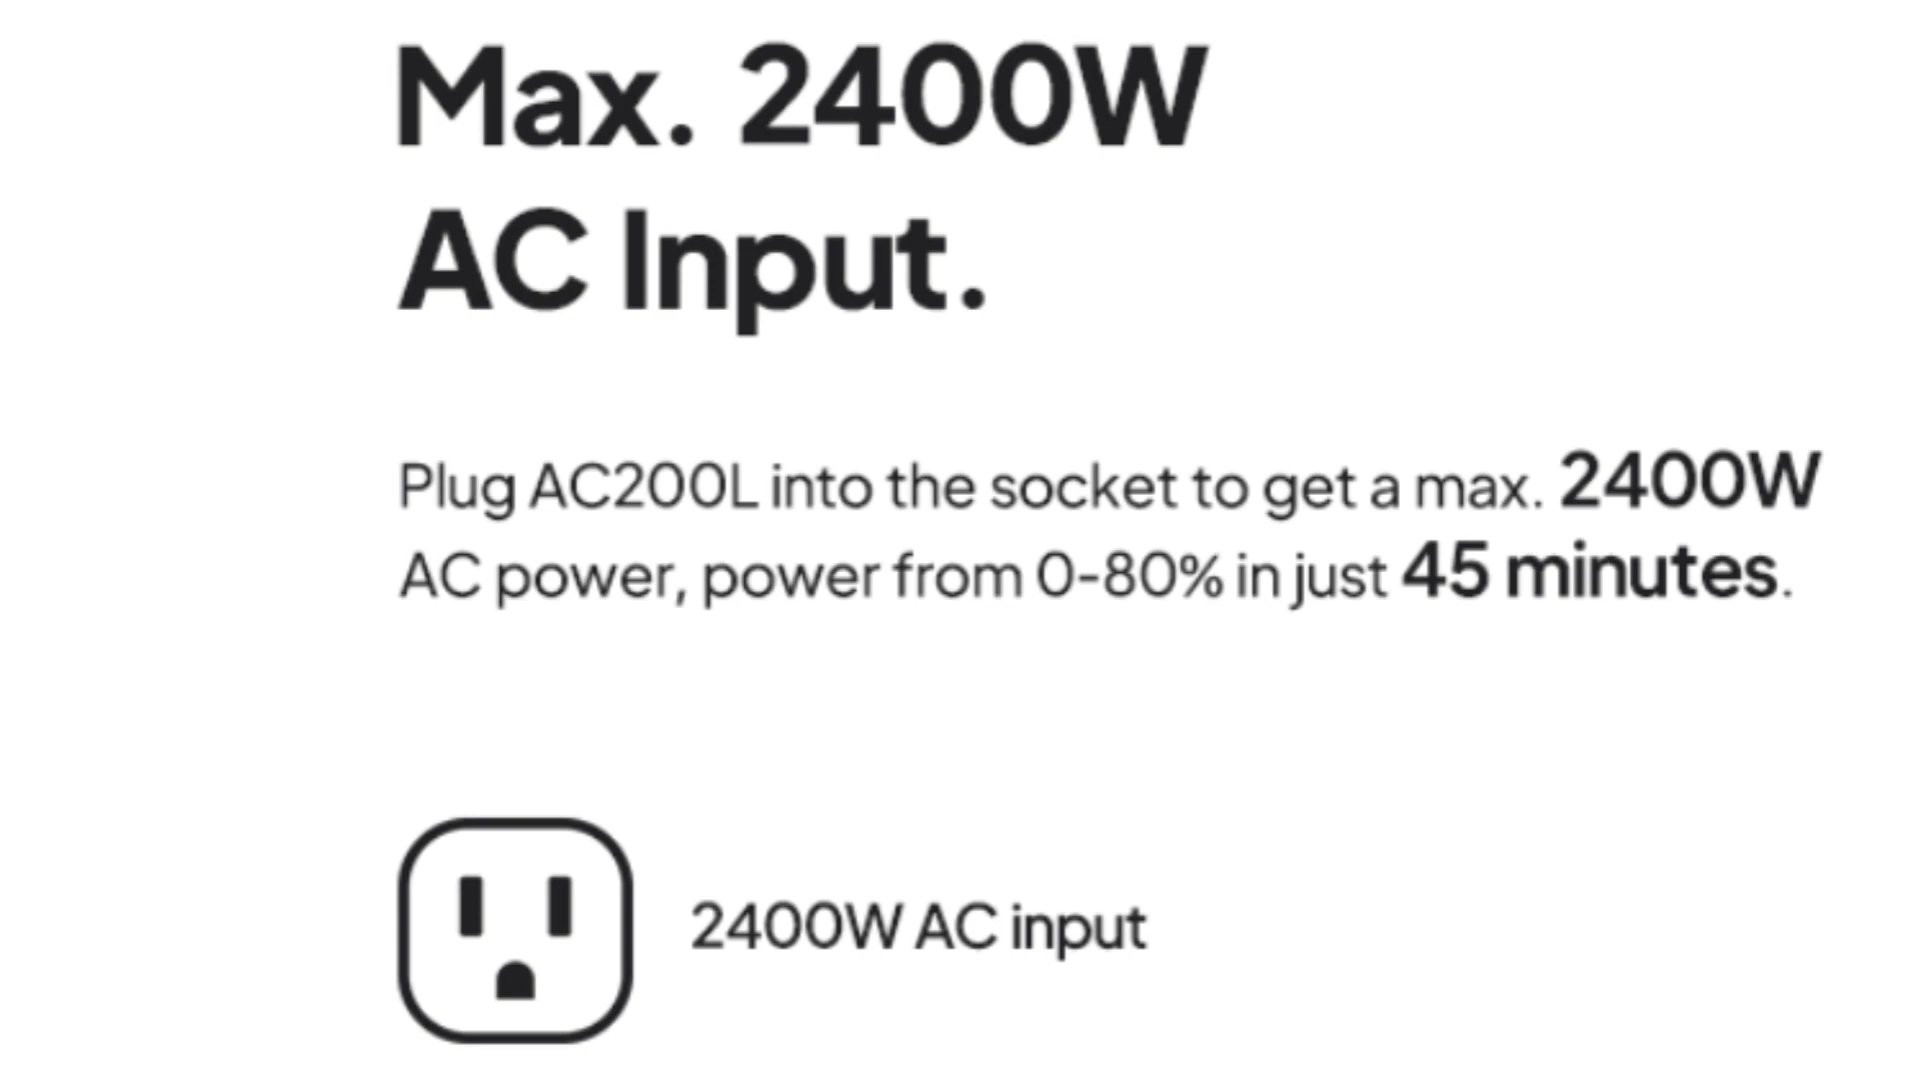 Max. 2400W
AC Input.
Plug AC200L into the socket to get a max. 2400W
AC power, power from 0-80% in just 45 minutes.
2400W AC input